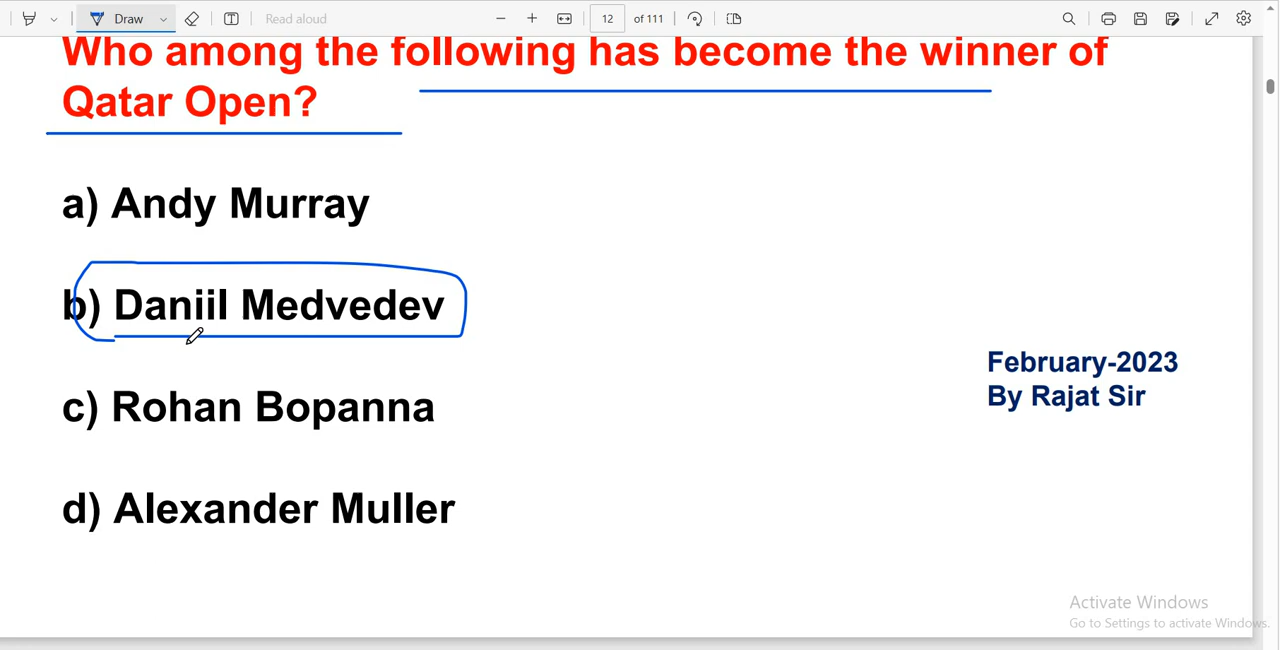 Draw
Read aloud
12 of 111
Who among the following has become the winner of
Qatar Open?
a) Andy Murray
b) Daniil Medvedev
February-2023
By Rajat Sir
c) Rohan Bopanna
d) Alexander Muller
Activate Windows
Go to Settings to activate Windows.